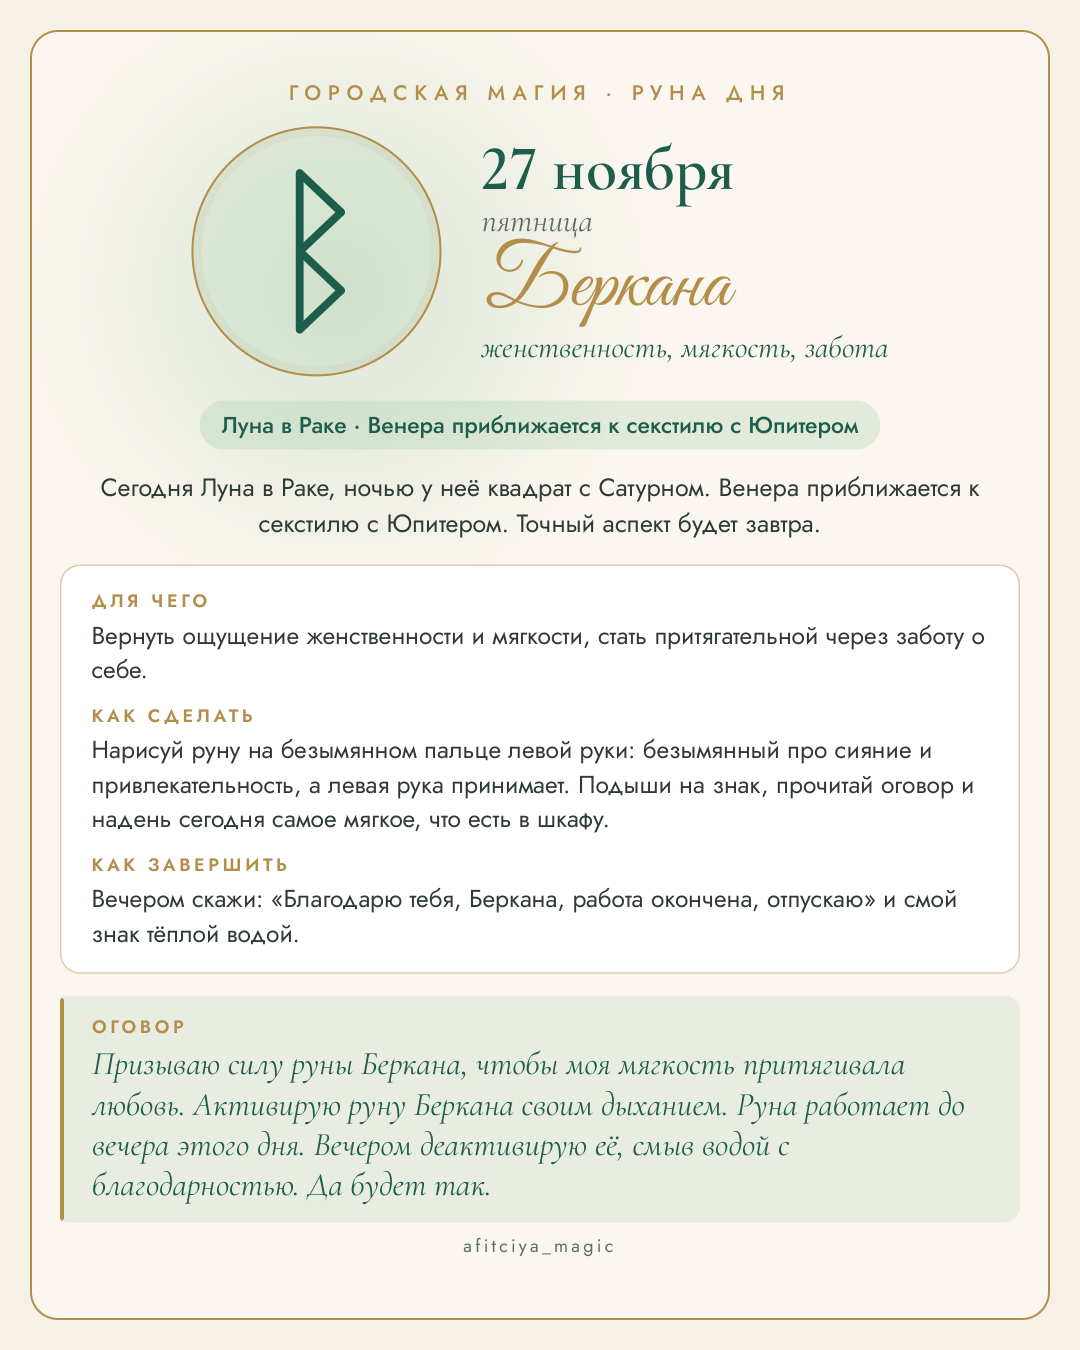 ГОРОДСКАЯ МАГИЯ · РУНА ДНЯ
27 ноября
пятница
Беркана
женственность, мягкость, забота
Луна в Раке · Венера приближается к секстилю с Юпитером
Сегодня Луна в Раке, ночью у неё квадрат с Сатурном. Венера приближается к
секстилю с Юпитером. Точный аспект будет завтра.
ДЛЯ ЧЕГО
Вернуть ощущение женственности и мягкости, стать притягательной через заботу о
себе.
КАК СДЕЛАТЬ
Нарисуй руну на безымянном пальце левой руки: безымянный про сияние и
привлекательность, а левая рука принимает. Подыши на знак, прочитай оговор и
надень сегодня самое мягкое, что есть в шкафу.
КАК ЗАВЕРШИТЬ
Вечером скажи: «Благодарю тебя, Беркана, работа окончена, отпускаю» и смой
знак тёплой водой.
ОГОВОР
Призываю силу руны Беркана, чтобы моя мягкость притягивала
любовь. Активирую руну Беркана своим дыханием. Руна работает до
вечера этого дня. Вечером деактивирую её, смыв водой с
благодарностью. Да будет так.
afitciya_magic